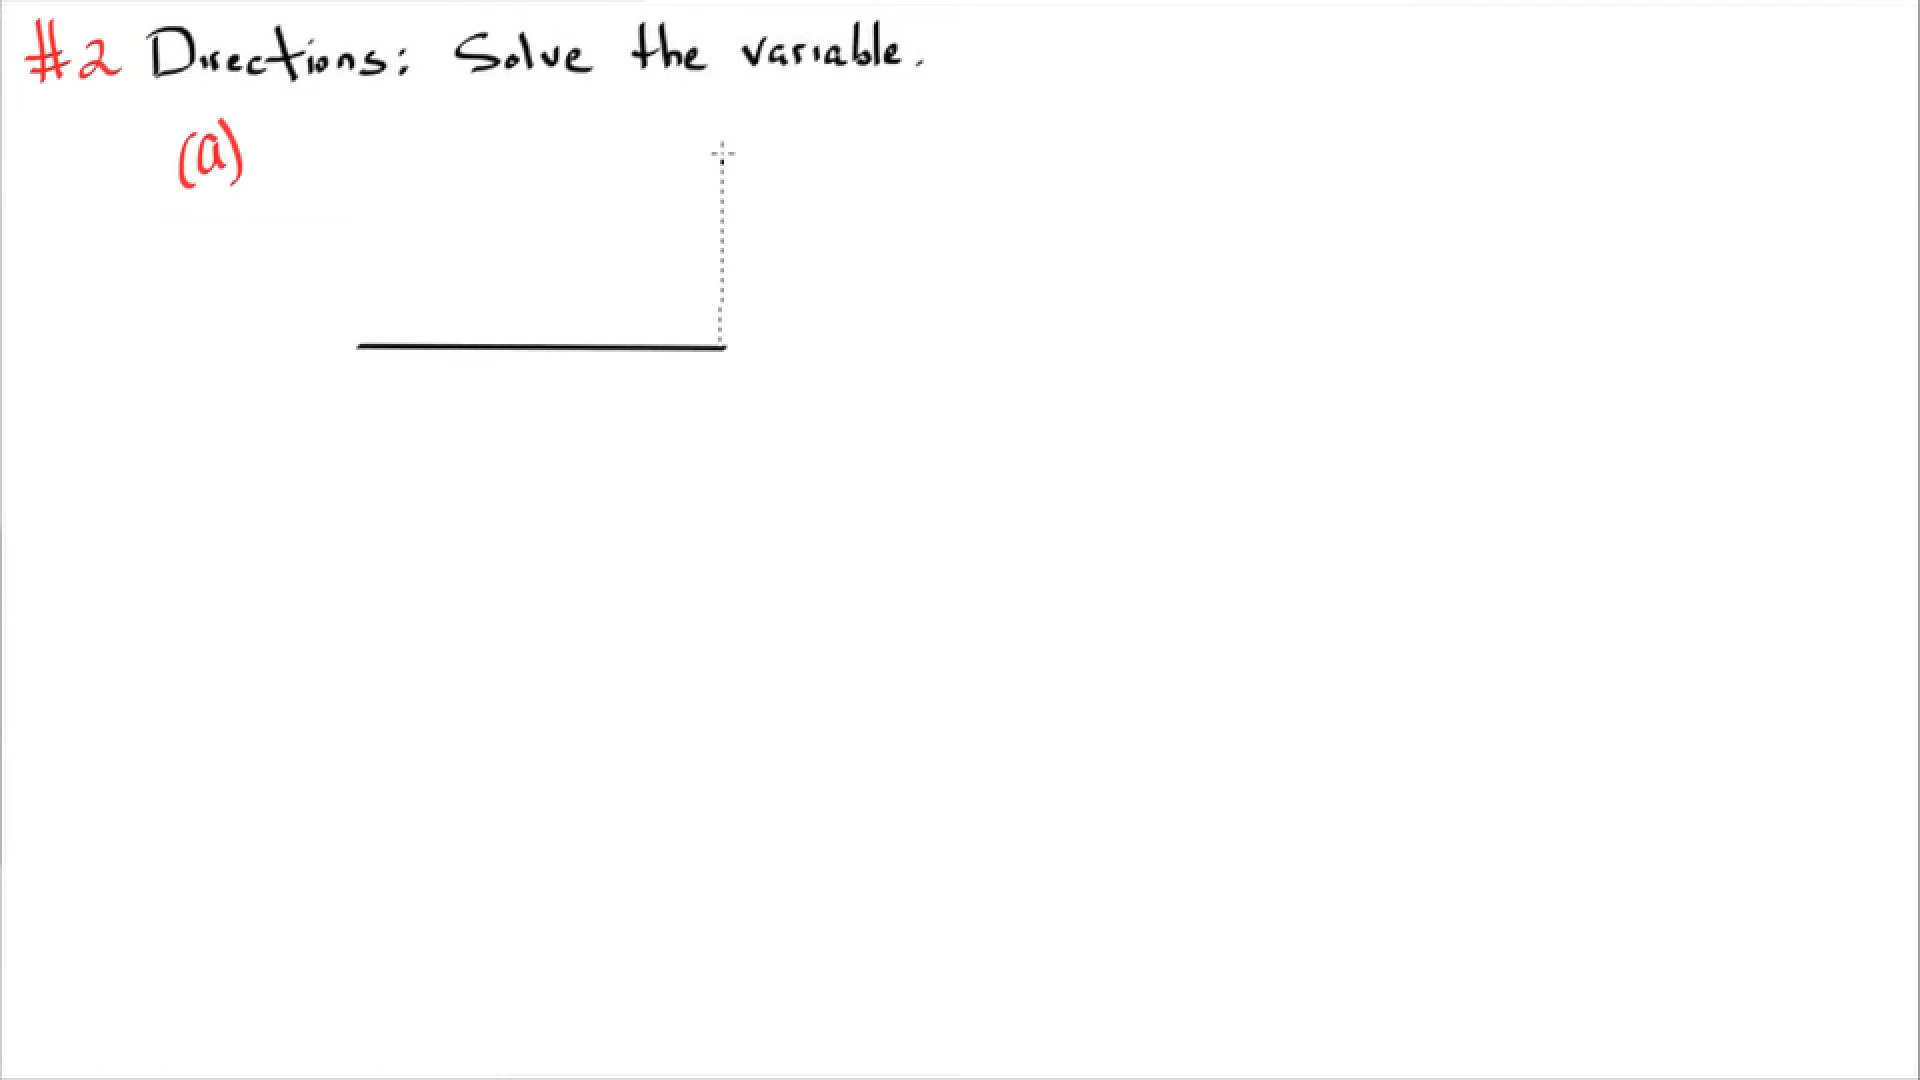 #2 Directions: Solve the variable.
(a)